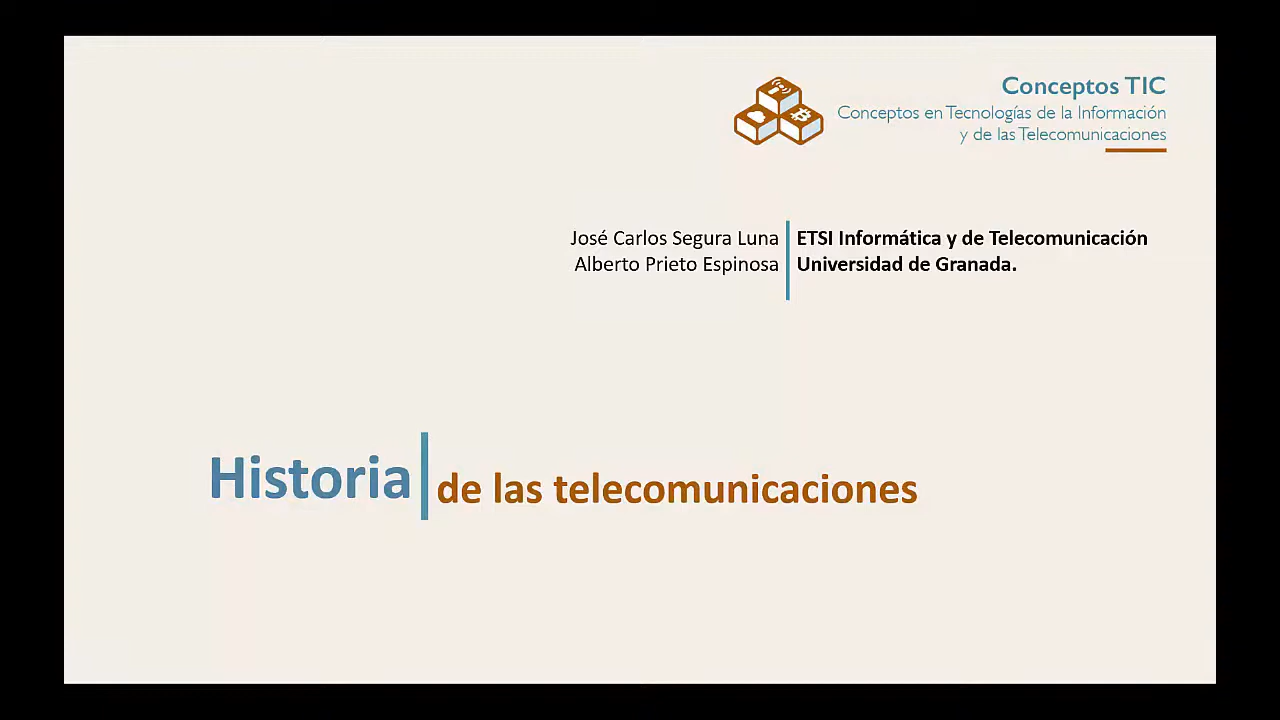 Conceptos TIC
Conceptos en Tecnologías de la Información
y de las Telecomunicaciones
José Carlos Segura Luna
Alberto Prieto Espinosa
ETSI Informática y de Telecomunicación
Universidad de Granada.
Historia
de las telecomunicaciones